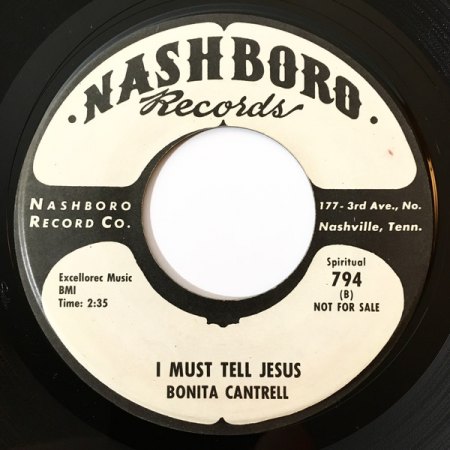 · NASHBORO ·
Records
NASHBORO
RECORD CO.
177 - 3rd Ave., No.
Nashville, Tenn.
Excellorec Music
BMI
Time: 2:35
Spiritual
794
(B)
NOT FOR SALE
I MUST TELL JESUS
BONITA CANTRELL